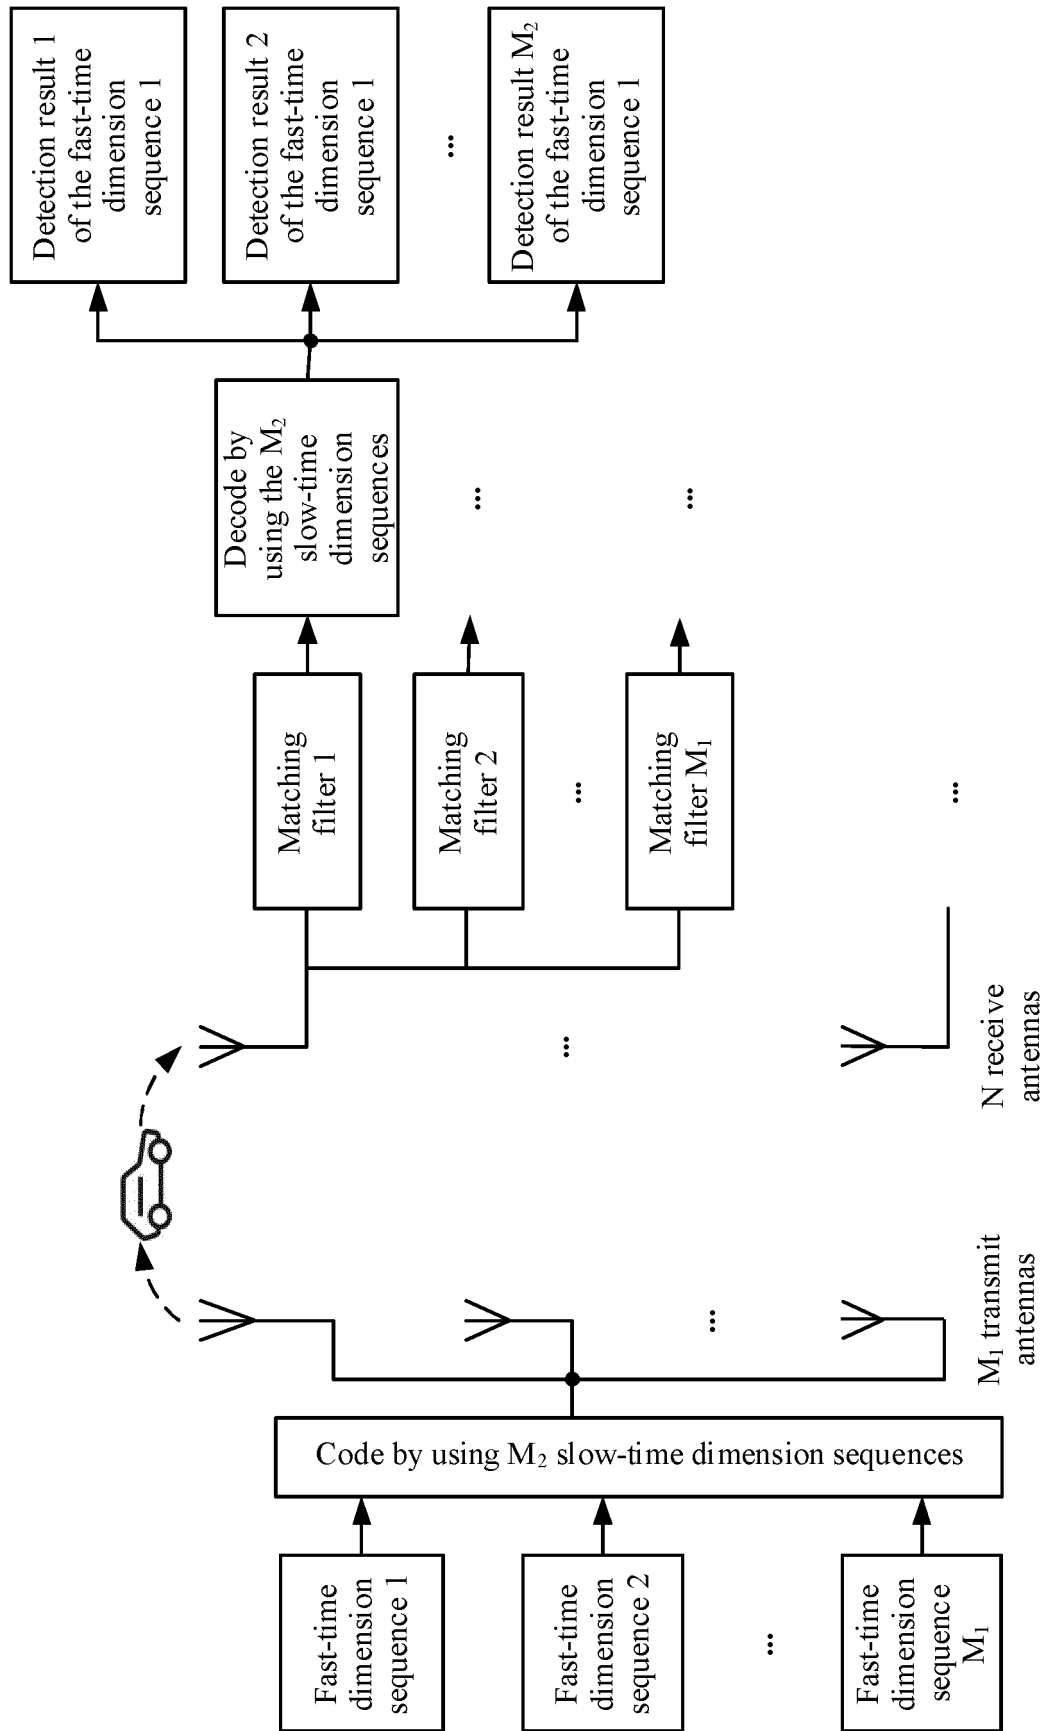 Fast-time
dimension
sequence 1
Fast-time
dimension
sequence 2
...
Fast-time
dimension
sequence
M₁
Code by using M₂ slow-time dimension sequences
...
M₁ transmit
antennas
...
N receive
antennas
Matching
filter 1
Matching
filter 2
...
Matching
filter M₁
...
Decode by
using the M₂
slow-time
dimension
sequences
...
...
Detection result 1
of the fast-time
dimension
sequence 1
Detection result 2
of the fast-time
dimension
sequence 1
...
Detection result M₂
of the fast-time
dimension
sequence 1